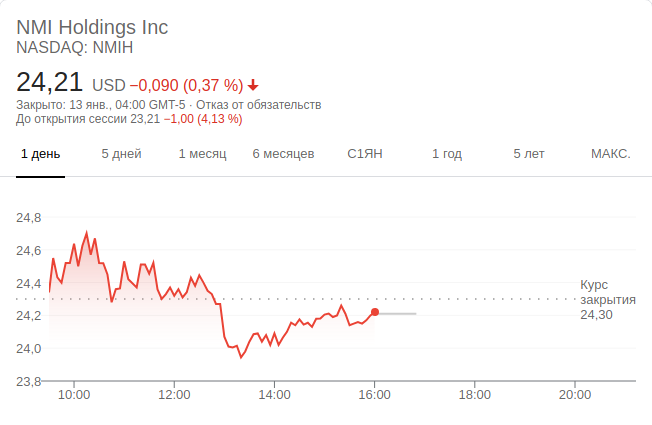 NMI Holdings Inc
NASDAQ: NMIH
24,21 USD −0,090 (0,37 %)
Закрыто: 13 янв., 04:00 GMT-5 · Отказ от обязательств
До открытия сессии 23,21 −1,00 (4,13 %)
1 день 5 дней 1 месяц 6 месяцев С1ЯН 1 год 5 лет МАКС.
24,8
24,6
24,4
24,2
24,0
23,8
Курс
закрытия
24,30
10:00 12:00 14:00 16:00 18:00 20:00